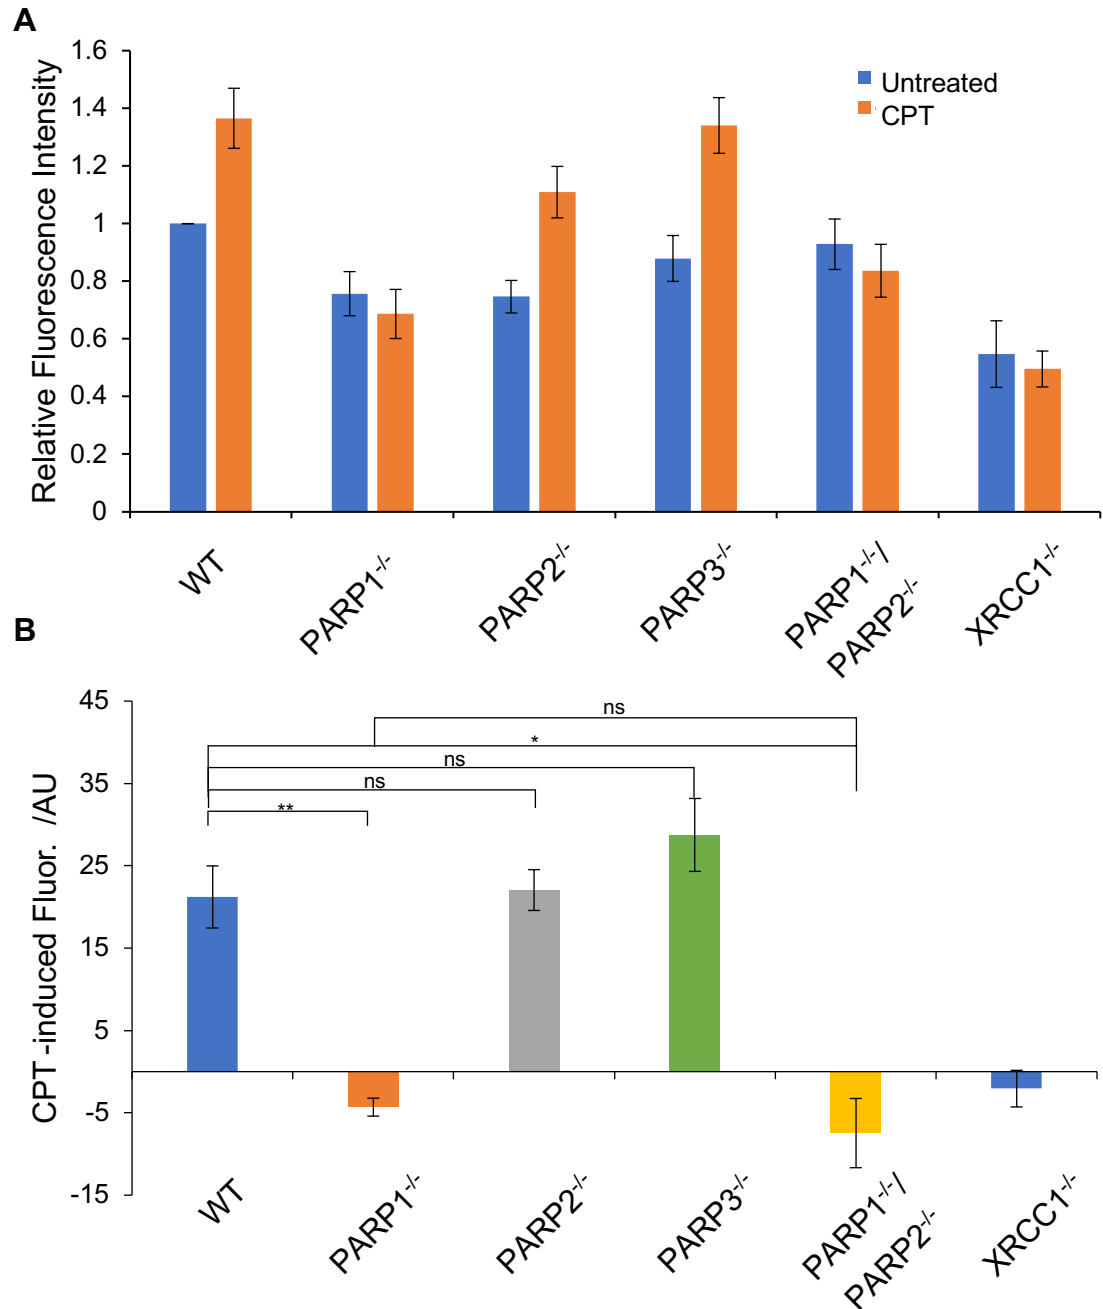 A
Relative Fluorescence Intensity
1.6
1.4
1.2
1
0.8
0.6
0.4
0.2
0
Untreated
CPT
WT
PARP1-/-
PARP2-/-
PARP3-/-
PARP1-/-/
PARP2-/-
XRCC1-/-
B
CPT-induced Fluor. /AU
45
35
25
15
5
-5
-15
ns
*
ns
ns
**
WT
PARP1-/-
PARP2-/-
PARP3-/-
PARP1-/-/
PARP2-/-
XRCC1-/-